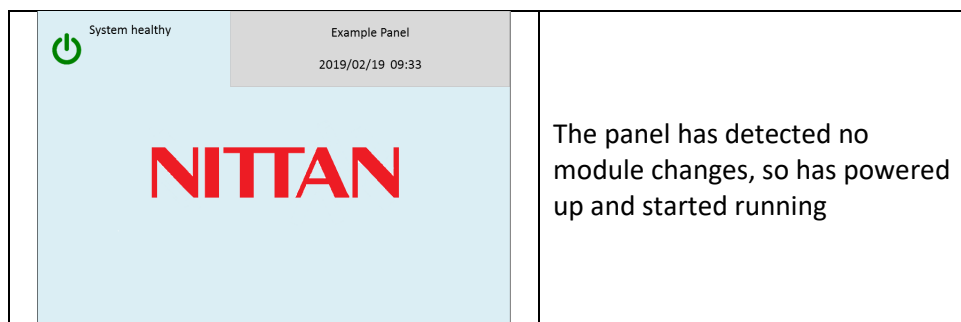 System healthy
Example Panel
2019/02/19 09:33
NITTAN
The panel has detected no
module changes, so has powered
up and started running